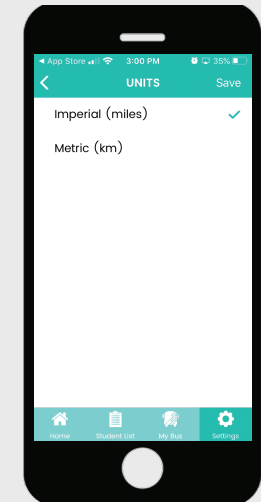 App Store 3:00 PM 35%
UNITS Save
Imperial (miles)
Metric (km)
Home Student List My Bus Settings